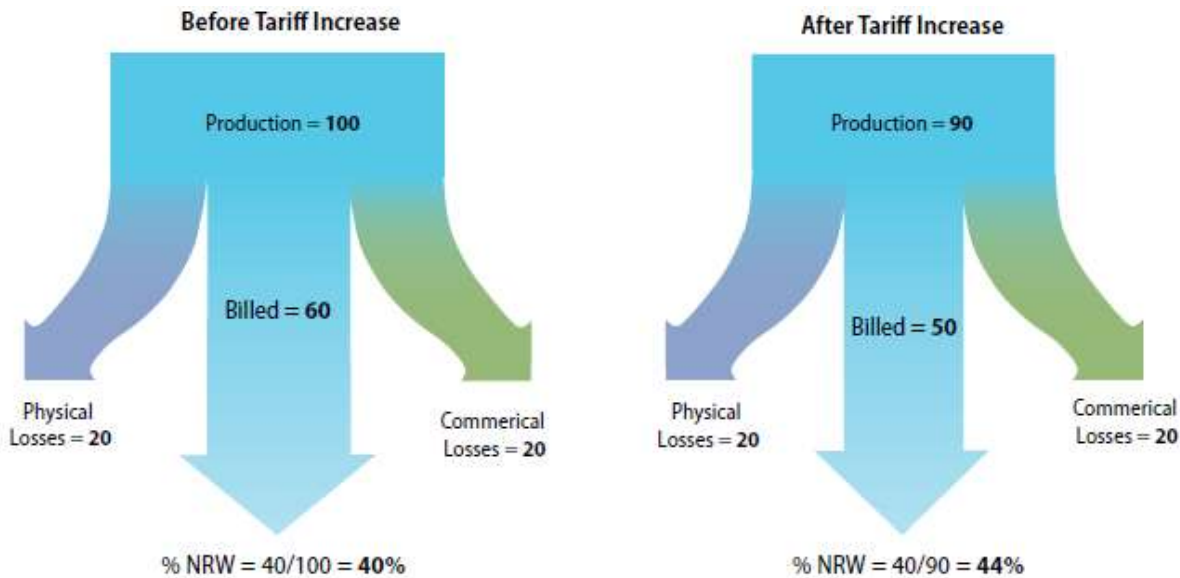 Before Tariff Increase
Production = 100
Billed = 60
Physical
Losses = 20
Commerical
Losses = 20
% NRW = 40/100 = 40%
After Tariff Increase
Production = 90
Billed = 50
Physical
Losses = 20
Commerical
Losses = 20
% NRW = 40/90 = 44%